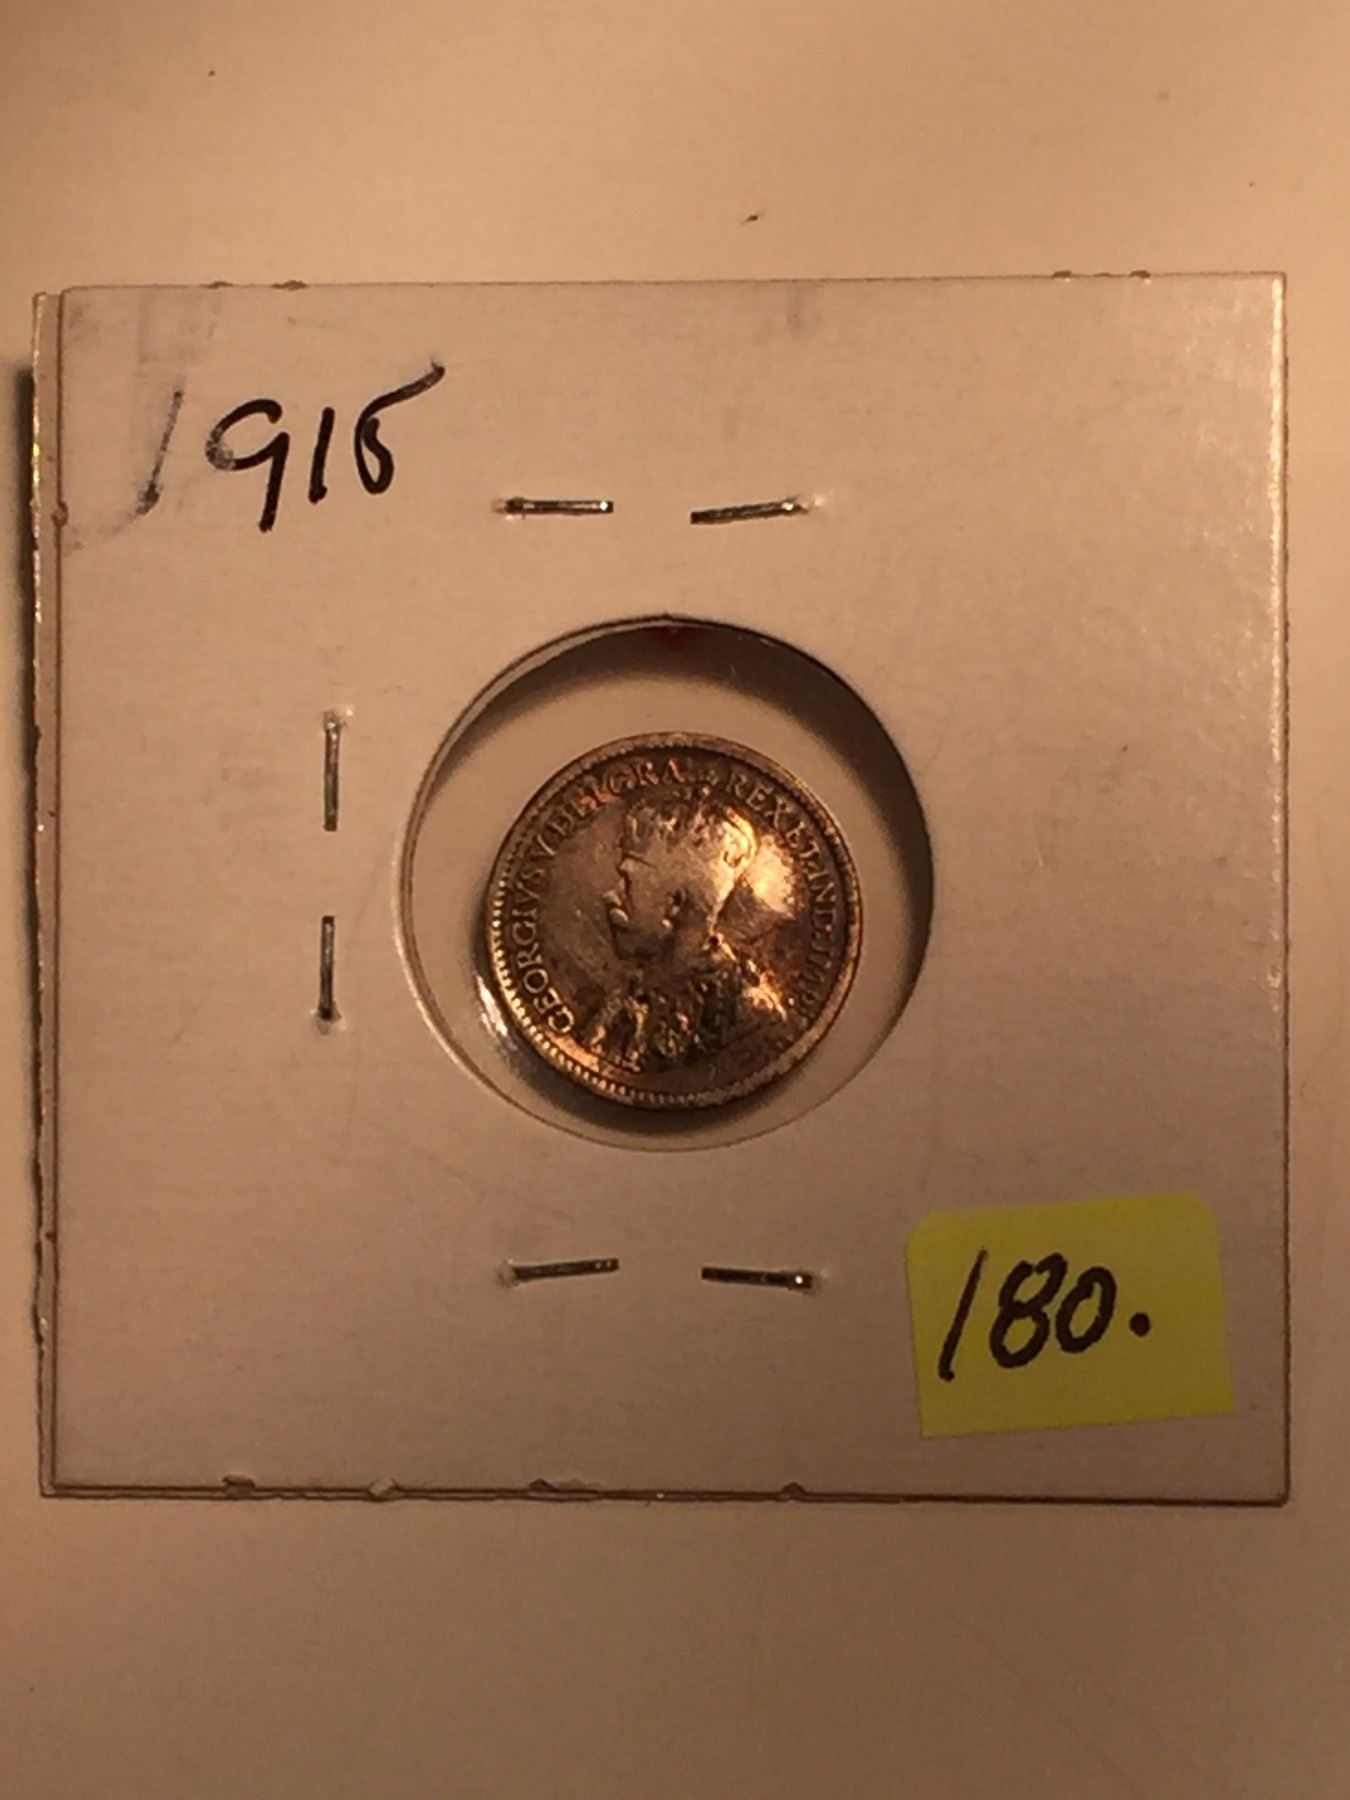 1915
GEORGIVS V DEI GRA: REX ET IND: IMP:
180.